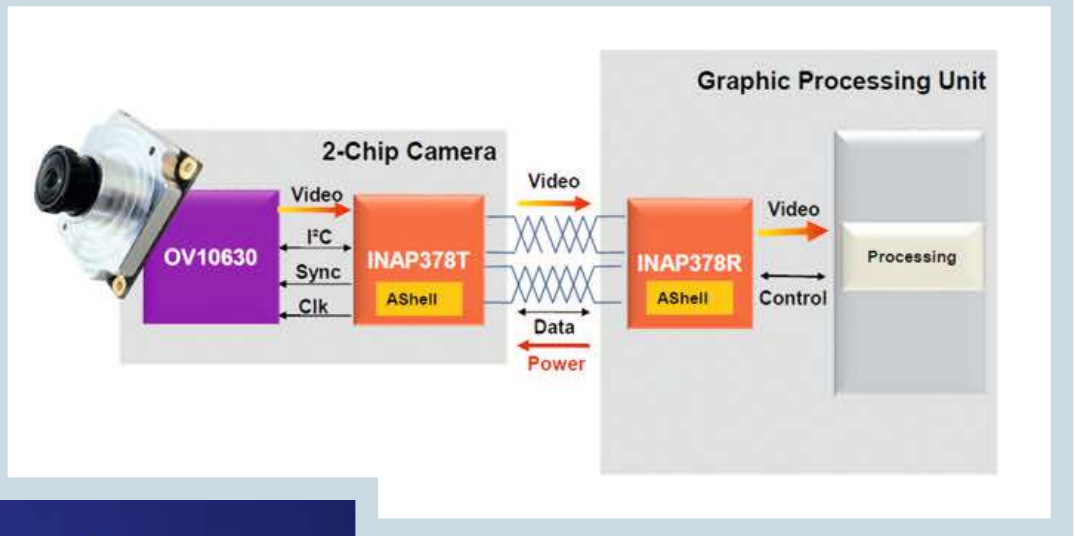 Graphic Processing Unit
2-Chip Camera
OV10630
Video
I²C
Sync
Clk
INAP378T
AShell
Video
Data
Power
INAP378R
AShell
Video
Control
Processing